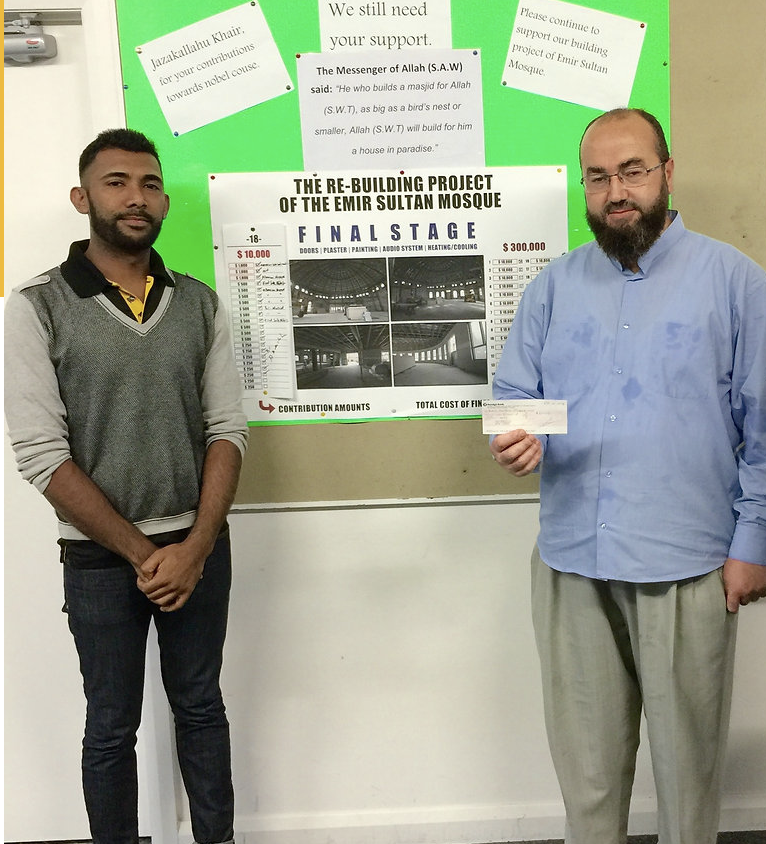 Jazakallahu Khair,
for your contributions
towards nobel couse.
We still need
your support.
Please continue to
support our building
project of Emir Sultan
Mosque.
The Messenger of Allah (S.A.W)
said: "He who builds a masjid for Allah
(S.W.T), as big as a bird's nest or
smaller, Allah (S.W.T) will build for him
a house in paradise."
THE RE-BUILDING PROJECT
OF THE EMIR SULTAN MOSQUE
FINAL STAGE
DOORS | PLASTER | PAINTING | AUDIO SYSTEM | HEATING/COOLING
-18-
$ 10,000
$ 300,000
CONTRIBUTION AMOUNTS
TOTAL COST OF FIN